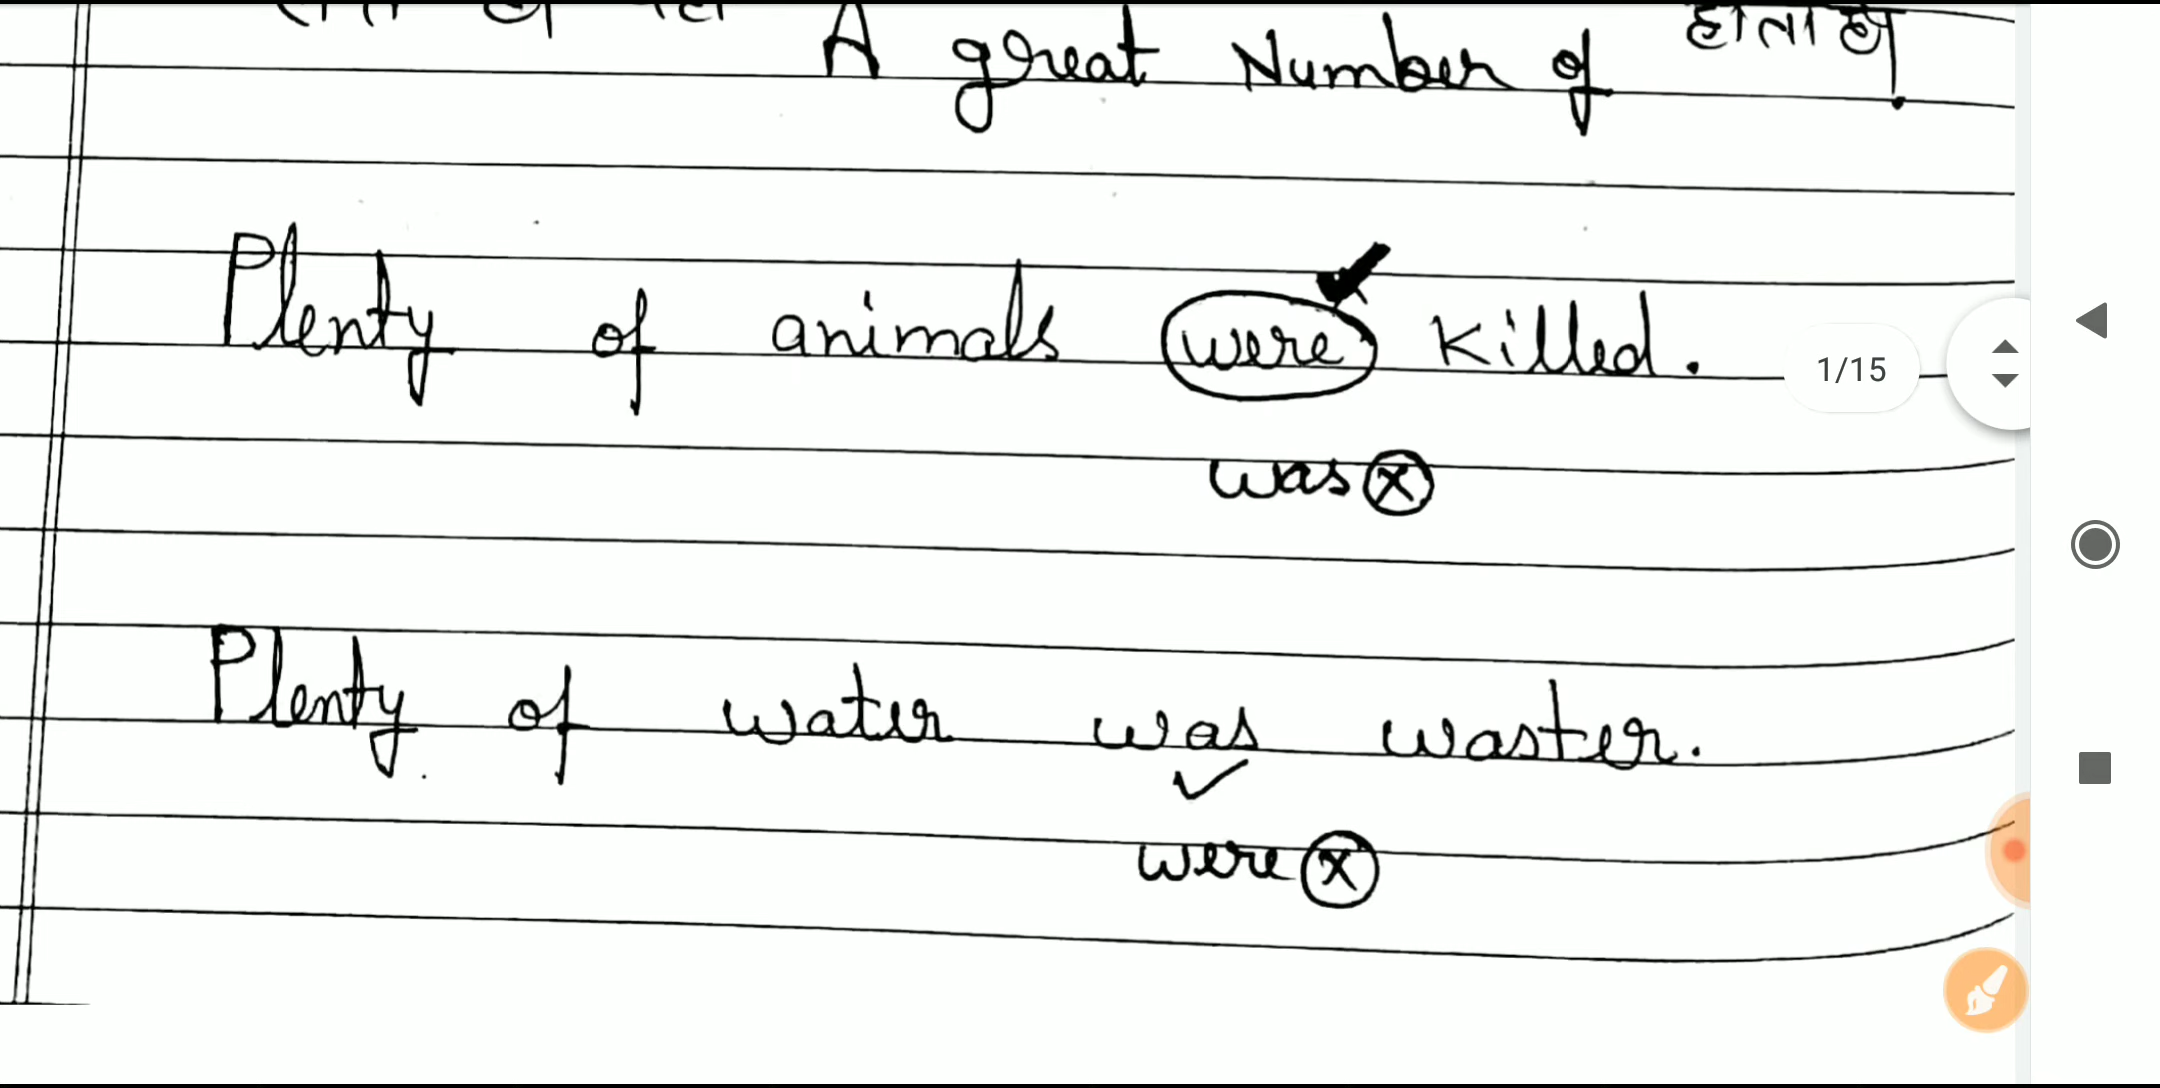 A great Number of होता है।
Plenty of animals were killed.
1/15
was ⓧ
Plenty of water was waster.
were ⓧ